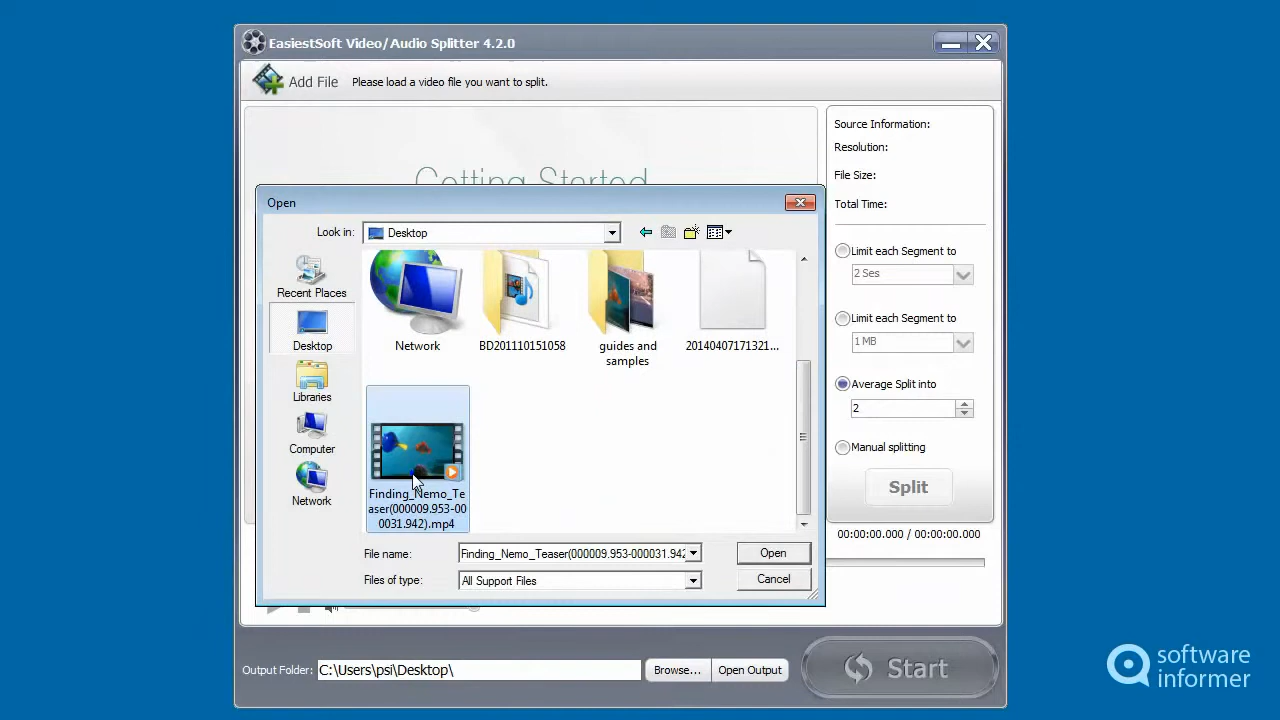 EasiestSoft Video/Audio Splitter 4.2.0
Add File
Please load a video file you want to split.
Getting Started
Source Information:
Resolution:
File Size:
Total Time:
Limit each Segment to
2 Ses
Limit each Segment to
1 MB
Average Split into
2
Manual splitting
Split
00:00:00.000 / 00:00:00.000
Open
Look in:
Desktop
Recent Places
Desktop
Libraries
Computer
Network
Network
BD201110151058
guides and
samples
20140407171321...
Finding_Nemo_Te
aser(000009.953-00
0031.942).mp4
File name:
Finding_Nemo_Teaser(000009.953-000031.942
Open
Files of type:
All Support Files
Cancel
Output Folder:
C:\Users\psi\Desktop\
Browse...
Open Output
Start
software
informer